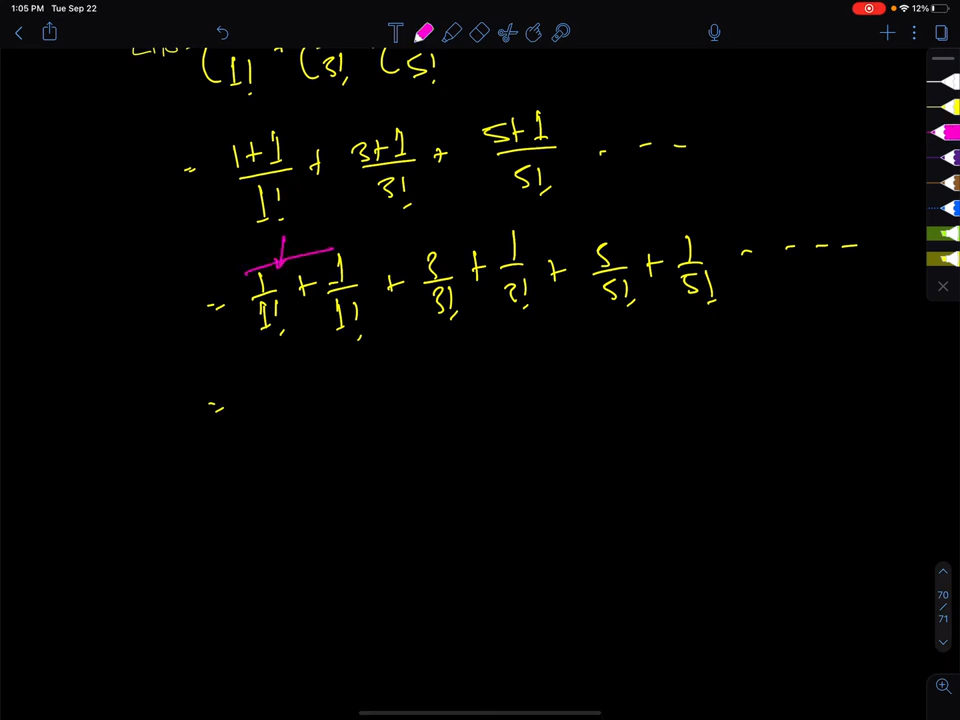 1:05 PM Tue Sep 22
12%
T
1! 3! 5!
= 1+1/1! + 3+1/3! + 5+1/5! . - -
= 1/1! + 1/1! + 3/3! + 1/3! + 5/5! + 1/5! - - - -
=
70
/
71